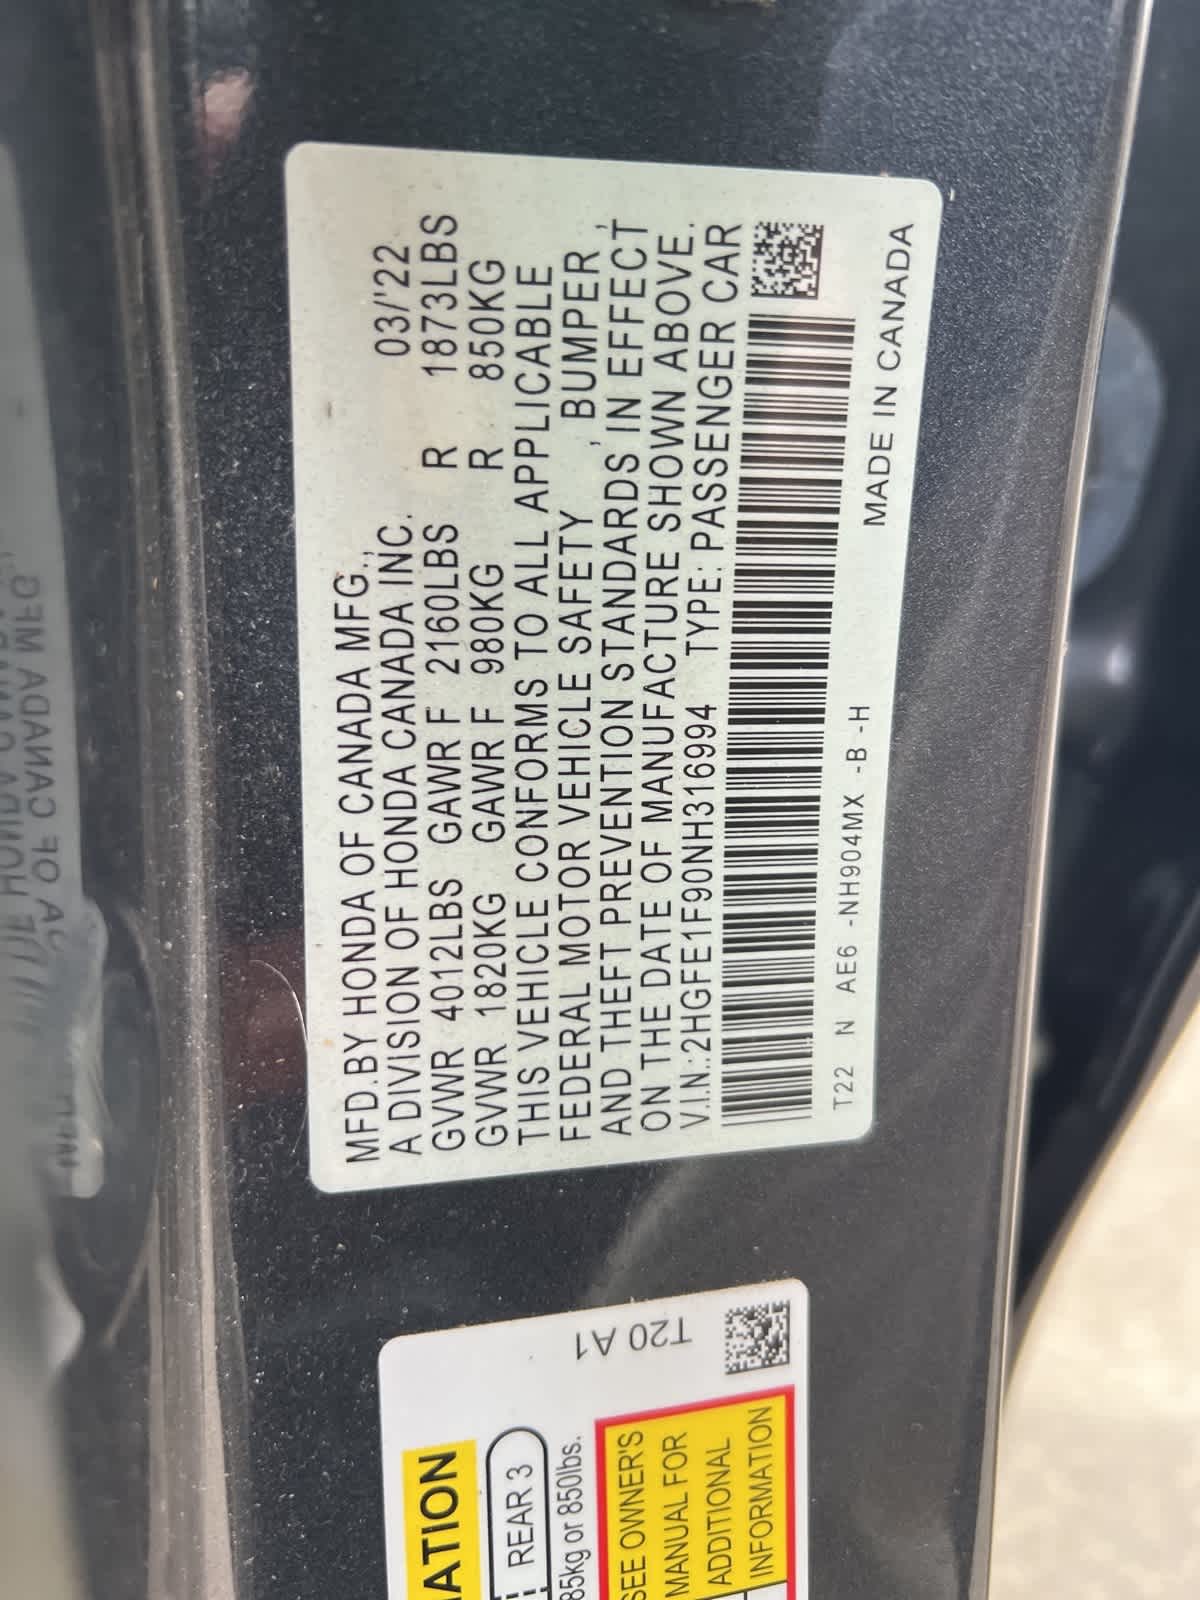 MFD.BY HONDA OF CANADA MFG.,
A DIVISION OF HONDA CANADA INC. 03/'22
GVWR 4012LBS GAWR F 2160LBS R 1873LBS
GVWR 1820KG GAWR F 980KG R 850KG
THIS VEHICLE CONFORMS TO ALL APPLICABLE
FEDERAL MOTOR VEHICLE SAFETY , BUMPER ,
AND THEFT PREVENTION STANDARDS IN EFFECT
ON THE DATE OF MANUFACTURE SHOWN ABOVE.
V.I.N.:2HGFE1F90NH316994 TYPE:PASSENGER CAR
T22 N AE6 -NH904MX -B -H
MADE IN CANADA
T20 A1
REAR 3
85kg or 850lbs.
SEE OWNER'S
MANUAL FOR
ADDITIONAL
INFORMATION